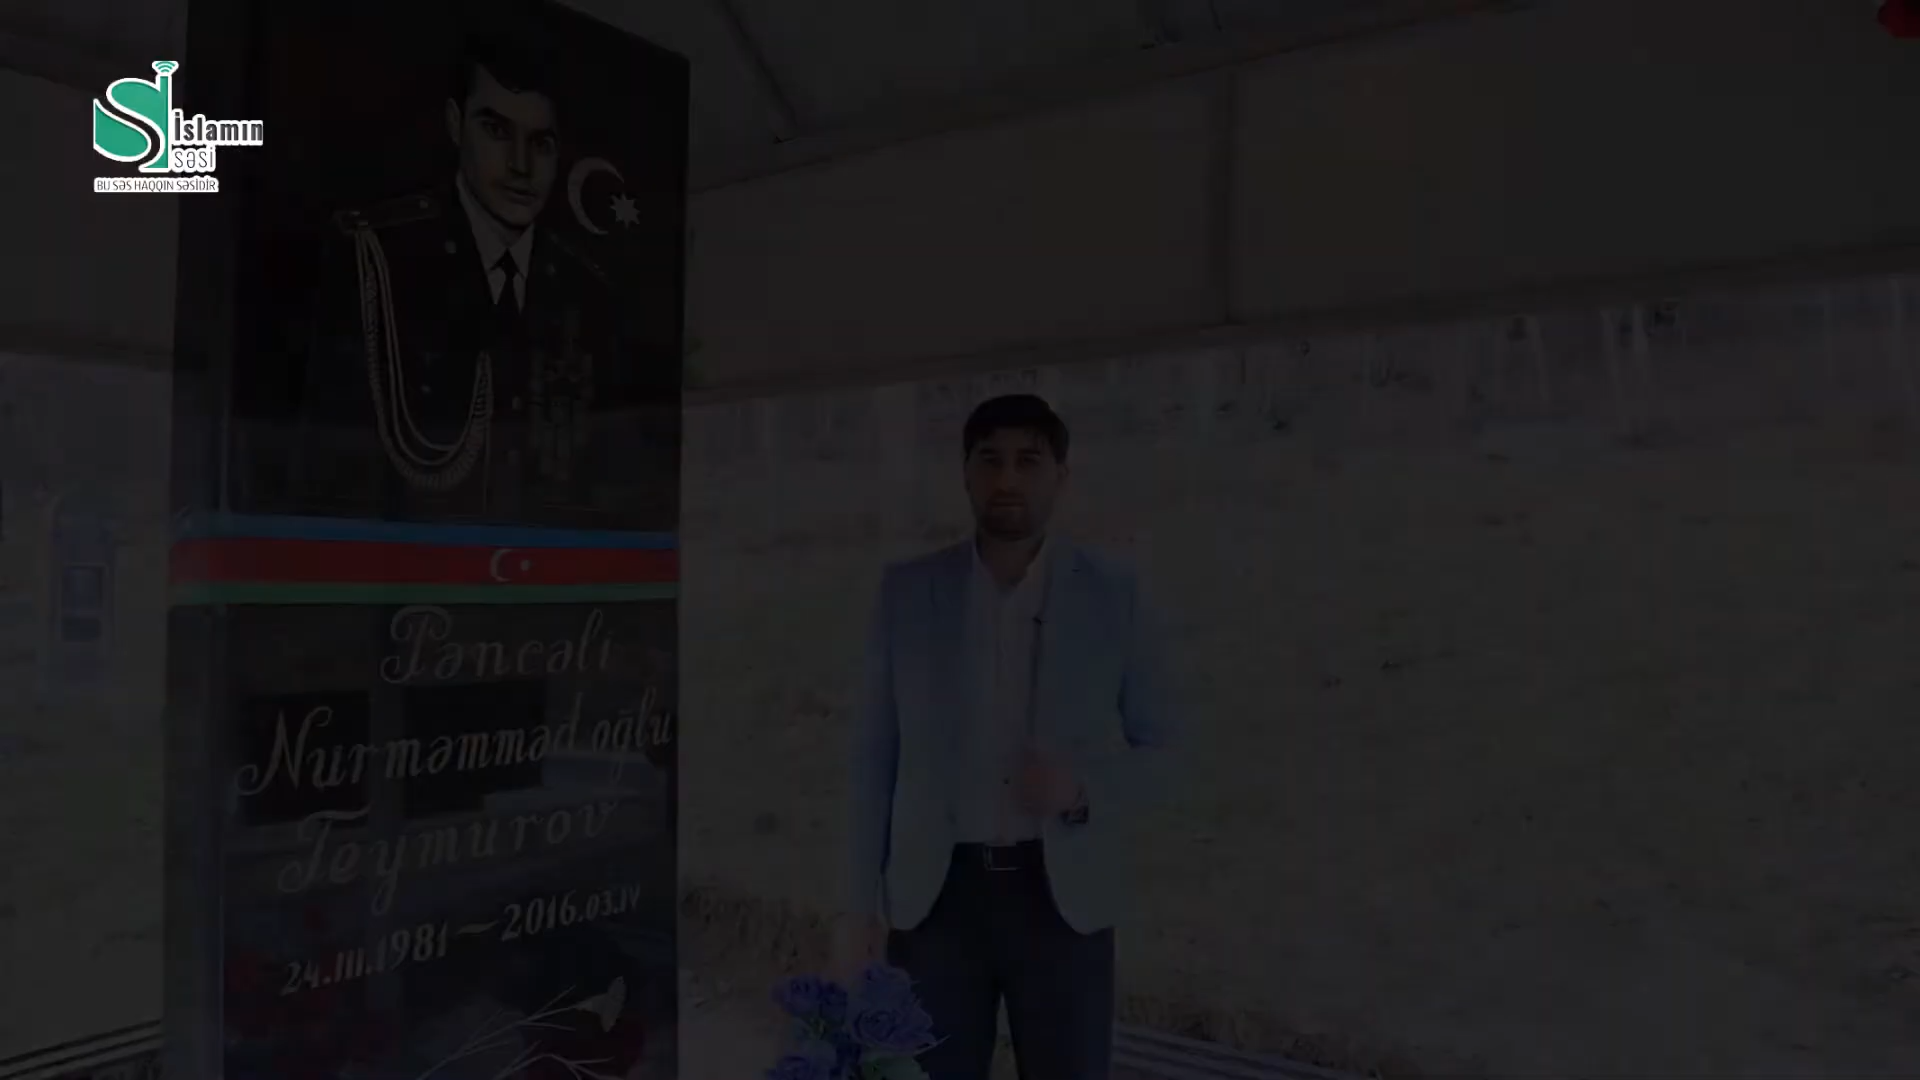 İslamın
səsi
BU SƏS HAQQIN SƏSİDİR
Pəncəli
Nurməmməd oğlu
Teymurov
24.III.1981—2016.03.IV